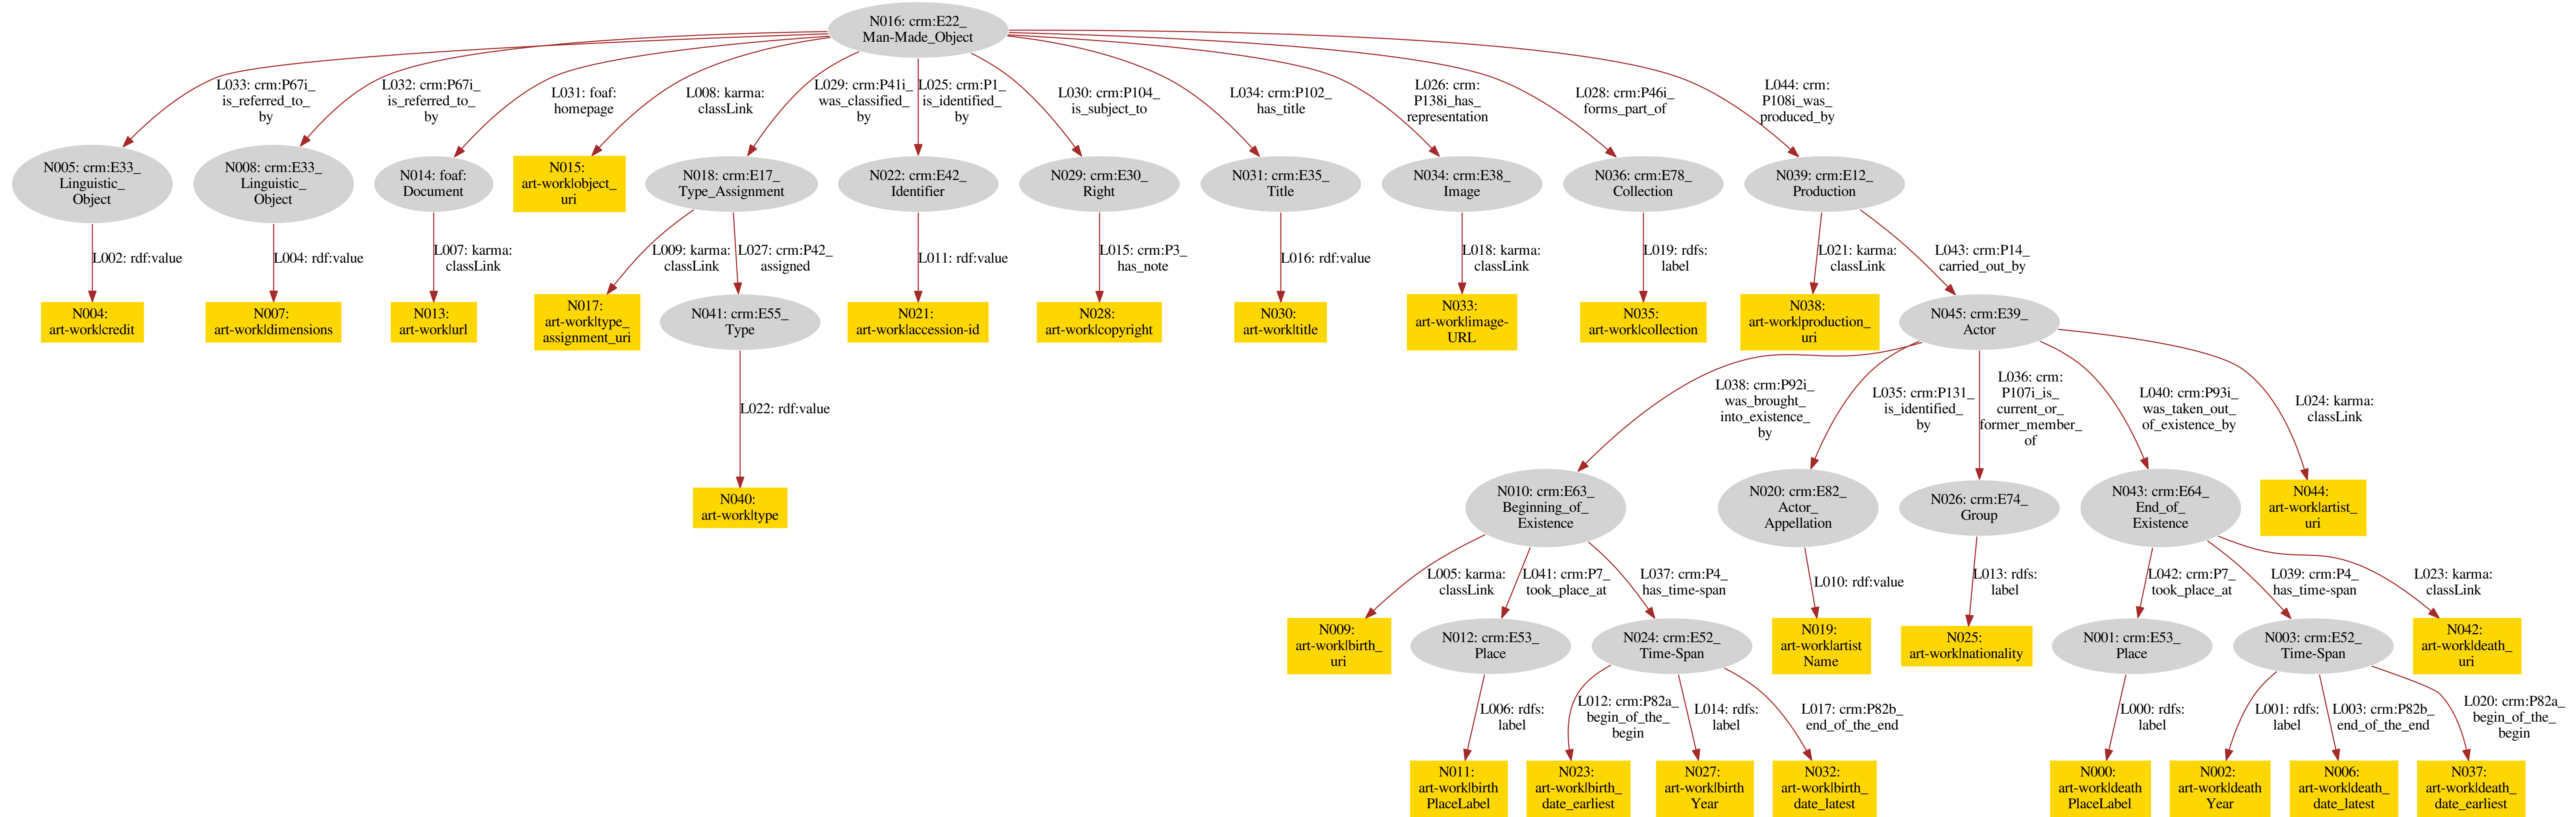 N016: crm:E22_
Man-Made_Object
L033: crm:P67i_
is_referred_to_
by
L032: crm:P67i_
is_referred_to_
by
L031: foaf:
homepage
L008: karma:
classLink
L029: crm:P41i_
was_classified_
by
L025: crm:P1_
is_identified_
by
L030: crm:P104_
is_subject_to
L034: crm:P102_
has_title
L026: crm:
P138i_has_
representation
L028: crm:P46i_
forms_part_of
L044: crm:
P108i_was_
produced_by
N005: crm:E33_
Linguistic_
Object
N008: crm:E33_
Linguistic_
Object
N014: foaf:
Document
N015:
art-work|object_
uri
N018: crm:E17_
Type_Assignment
N022: crm:E42_
Identifier
N029: crm:E30_
Right
N031: crm:E35_
Title
N034: crm:E38_
Image
N036: crm:E78_
Collection
N039: crm:E12_
Production
L002: rdf:value
L004: rdf:value
L007: karma:
classLink
L009: karma:
classLink
L027: crm:P42_
assigned
L011: rdf:value
L015: crm:P3_
has_note
L016: rdf:value
L018: karma:
classLink
L019: rdfs:
label
L021: karma:
classLink
L043: crm:P14_
carried_out_by
N004:
art-work|credit
N007:
art-work|dimensions
N013:
art-work|url
N017:
art-work|type_
assignment_uri
N041: crm:E55_
Type
N021:
art-work|accession-id
N028:
art-work|copyright
N030:
art-work|title
N033:
art-work|image-
URL
N035:
art-work|collection
N038:
art-work|production_
uri
N045: crm:E39_
Actor
L022: rdf:value
L038: crm:P92i_
was_brought_
into_existence_
by
L035: crm:P131_
is_identified_
by
L036: crm:
P107i_is_
current_or_
former_member_
of
L040: crm:P93i_
was_taken_out_
of_existence_by
L024: karma:
classLink
N040:
art-work|type
N010: crm:E63_
Beginning_of_
Existence
N020: crm:E82_
Actor_
Appellation
N026: crm:E74_
Group
N043: crm:E64_
End_of_
Existence
N044:
art-work|artist_
uri
L005: karma:
classLink
L041: crm:P7_
took_place_at
L037: crm:P4_
has_time-span
L010: rdf:value
L013: rdfs:
label
L042: crm:P7_
took_place_at
L039: crm:P4_
has_time-span
L023: karma:
classLink
N009:
art-work|birth_
uri
N012: crm:E53_
Place
N024: crm:E52_
Time-Span
N019:
art-work|artist
Name
N025:
art-work|nationality
N001: crm:E53_
Place
N003: crm:E52_
Time-Span
N042:
art-work|death_
uri
L006: rdfs:
label
L012: crm:P82a_
begin_of_the_
begin
L014: rdfs:
label
L017: crm:P82b_
end_of_the_end
L000: rdfs:
label
L001: rdfs:
label
L003: crm:P82b_
end_of_the_end
L020: crm:P82a_
begin_of_the_
begin
N011:
art-work|birth
PlaceLabel
N023:
art-work|birth_
date_earliest
N027:
art-work|birth
Year
N032:
art-work|birth_
date_latest
N000:
art-work|death
PlaceLabel
N002:
art-work|death
Year
N006:
art-work|death_
date_latest
N037:
art-work|death_
date_earliest